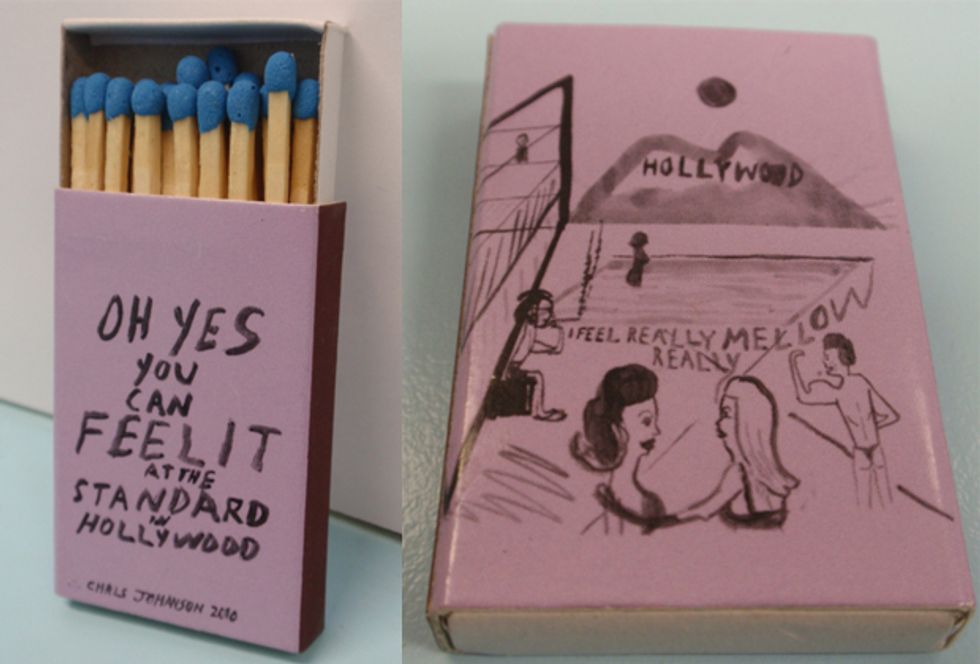 OH YES
YOU
CAN
FEEL IT
AT THE
STANDARD
IN
HOLLYWOOD
CHRIS JOHANSON 2010
HOLLYWOOD
I FEEL REALLY MELLOW
REALLY